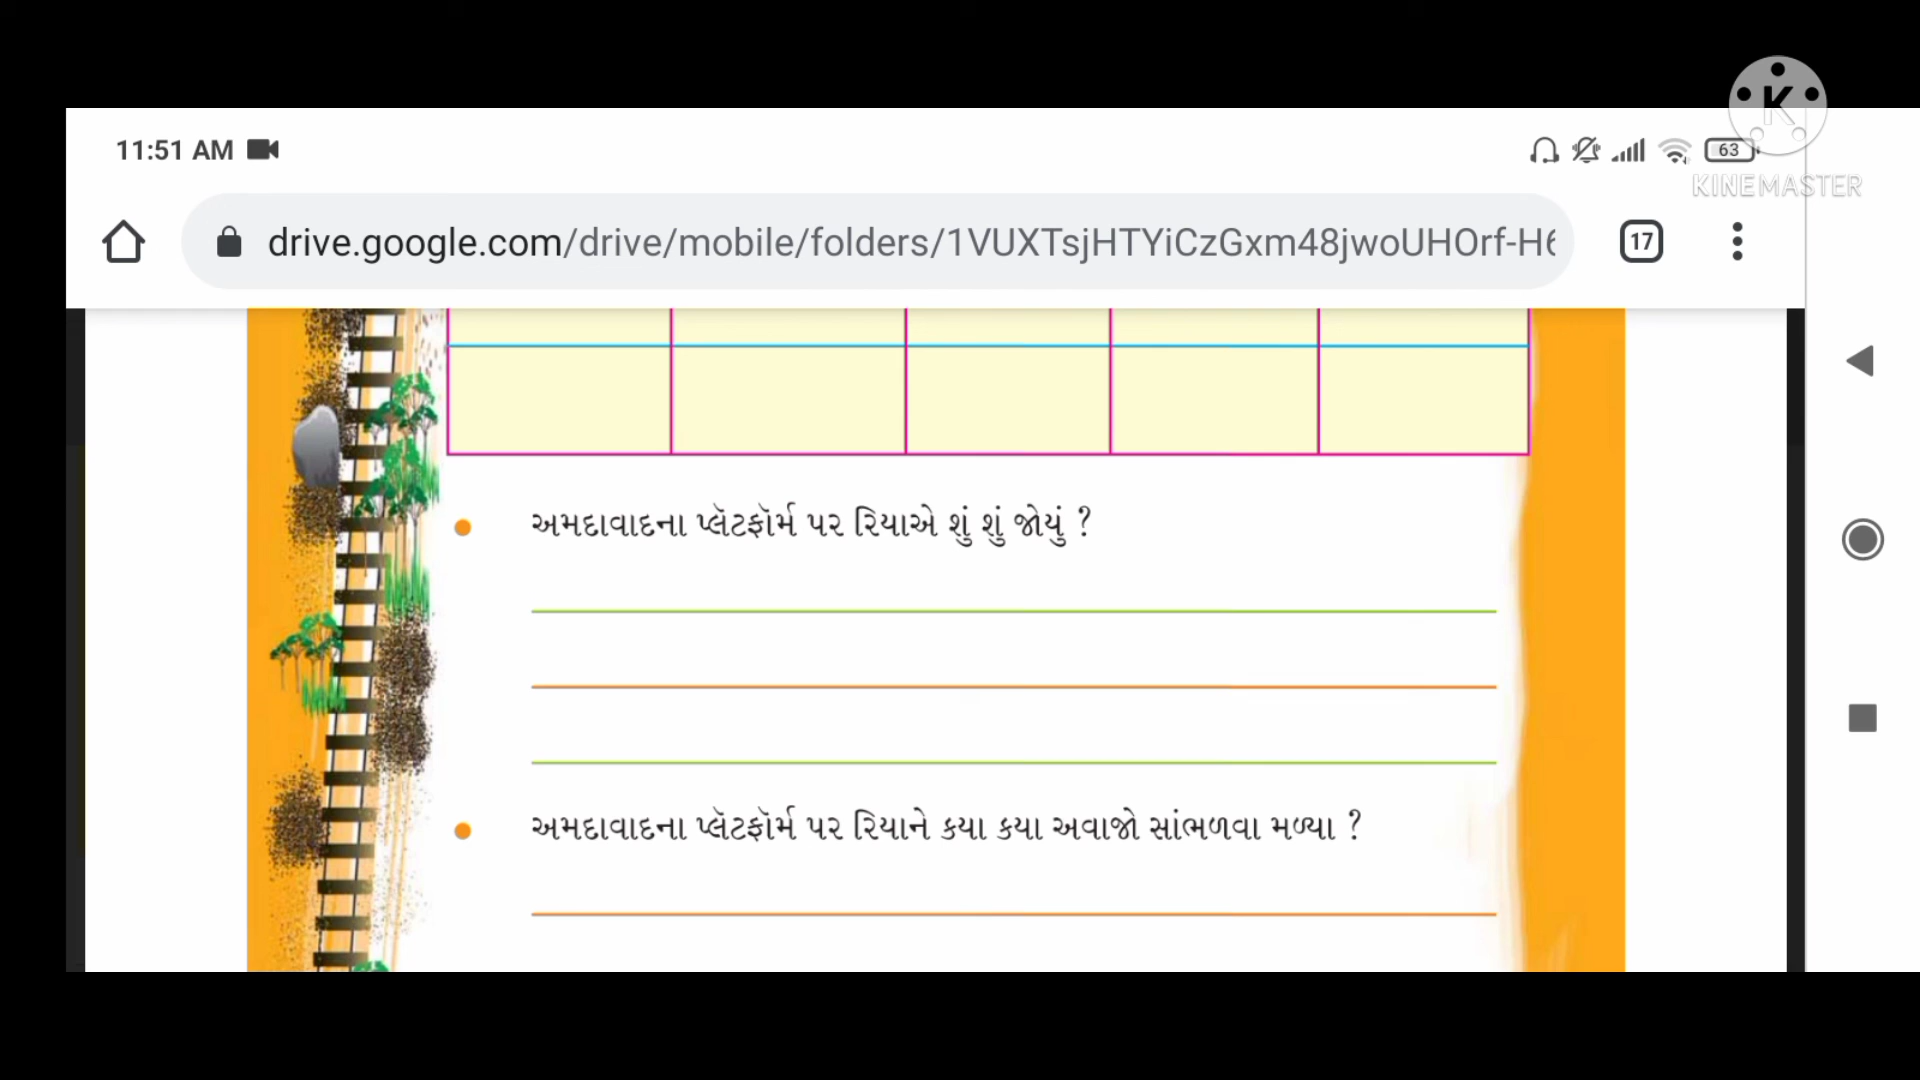 K
11:51 AM
63
KINEMASTER
drive.google.com/drive/mobile/folders/1VUXTsjHTYiCzGxm48jwoUHOrf-H6
17
અમદાવાદના પ્લૅટફૉર્મ પર રિયાએ શું શું જોયું ?
અમદાવાદના પ્લૅટફૉર્મ પર રિયાને કયા કયા અવાજો સાંભળવા મળ્યા ?